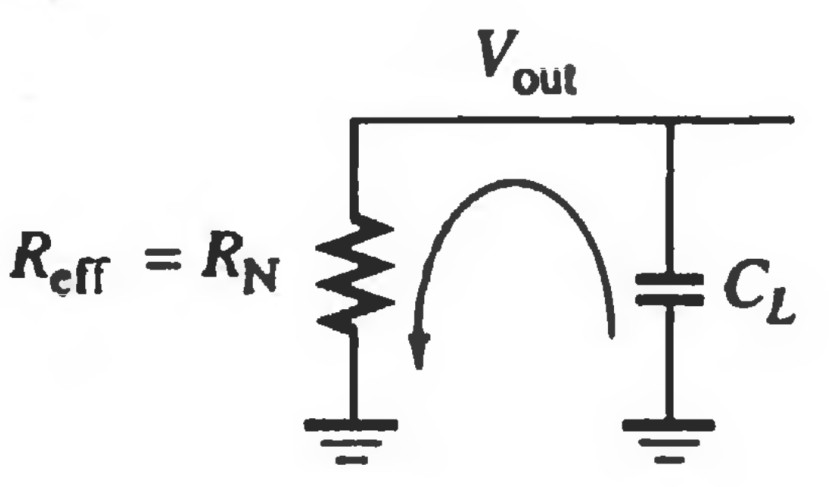 V_out
R_eff = R_N
C_L